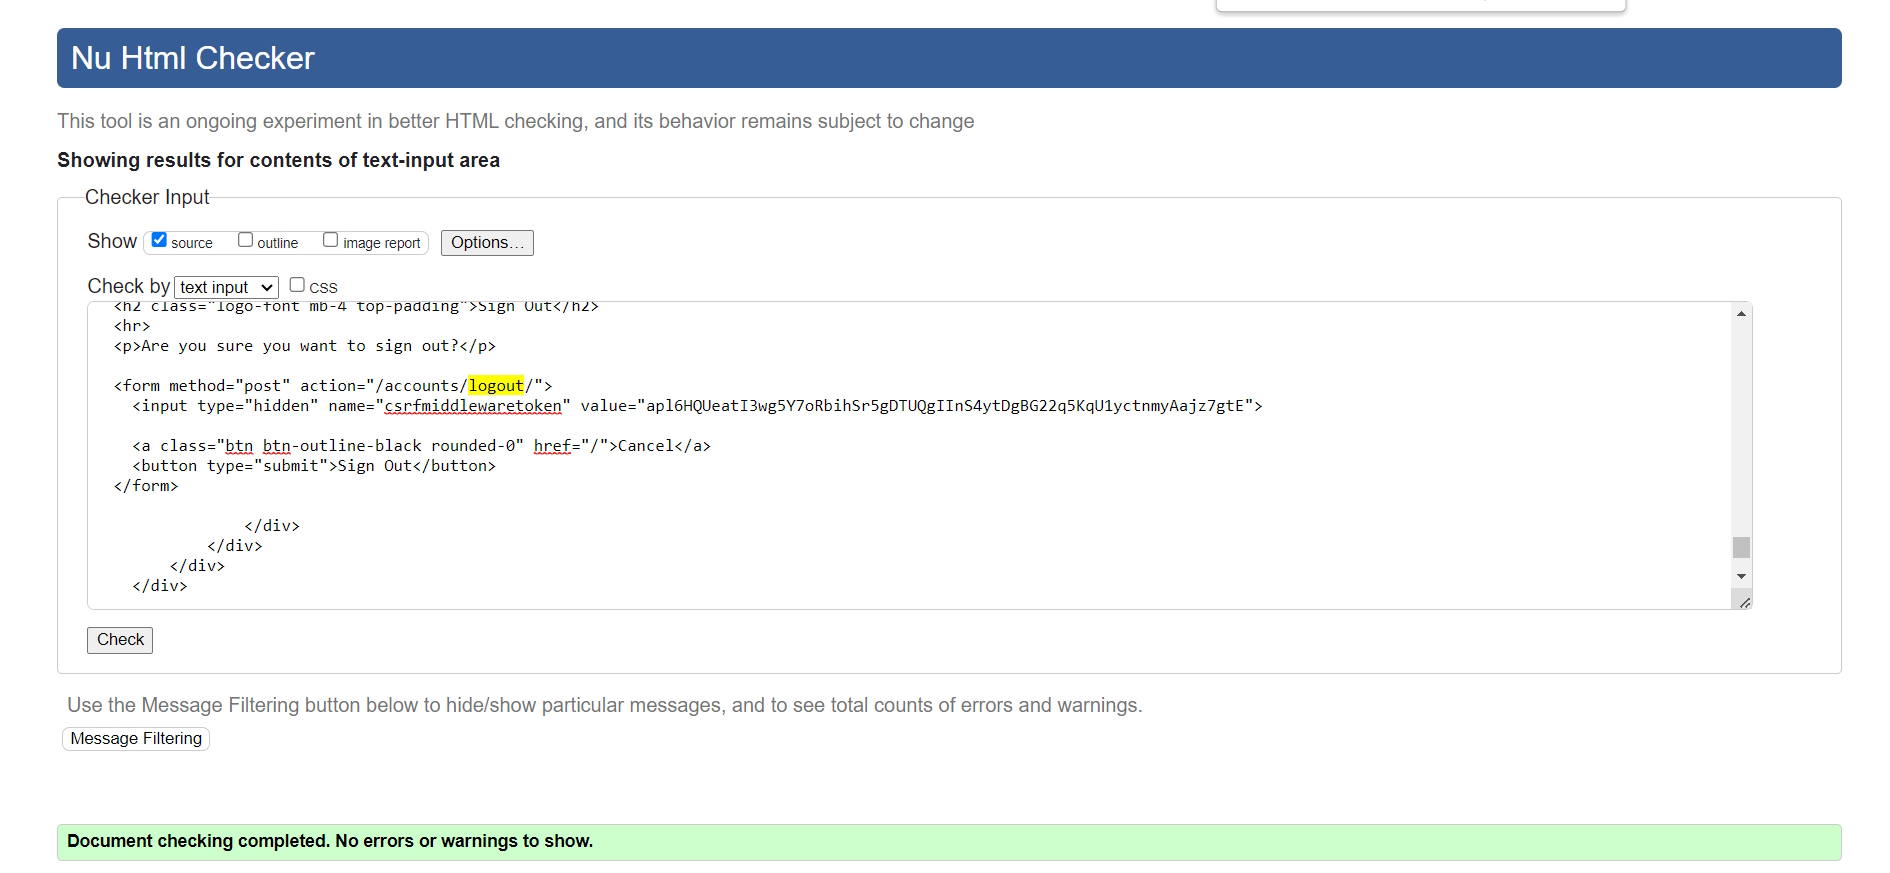 Nu Html Checker
This tool is an ongoing experiment in better HTML checking, and its behavior remains subject to change
Showing results for contents of text-input area
Checker Input
Show source outline image report Options...
Check by text input CSS
<h2 class="logo-font mb-4 top-padding">Sign Out</h2>
<hr>
<p>Are you sure you want to sign out?</p>
<form method="post" action="/accounts/logout/">
<input type="hidden" name="csrfmiddlewaretoken" value="apl6HQUeatI3wg5Y7oRbihSr5gDTUQgIInS4ytDgBG22q5KqU1yctnmyAajz7gtE">
<a class="btn btn-outline-black rounded-0" href="/">Cancel</a>
<button type="submit">Sign Out</button>
</form>
</div>
</div>
</div>
</div>
Check
Use the Message Filtering button below to hide/show particular messages, and to see total counts of errors and warnings.
Message Filtering
Document checking completed. No errors or warnings to show.